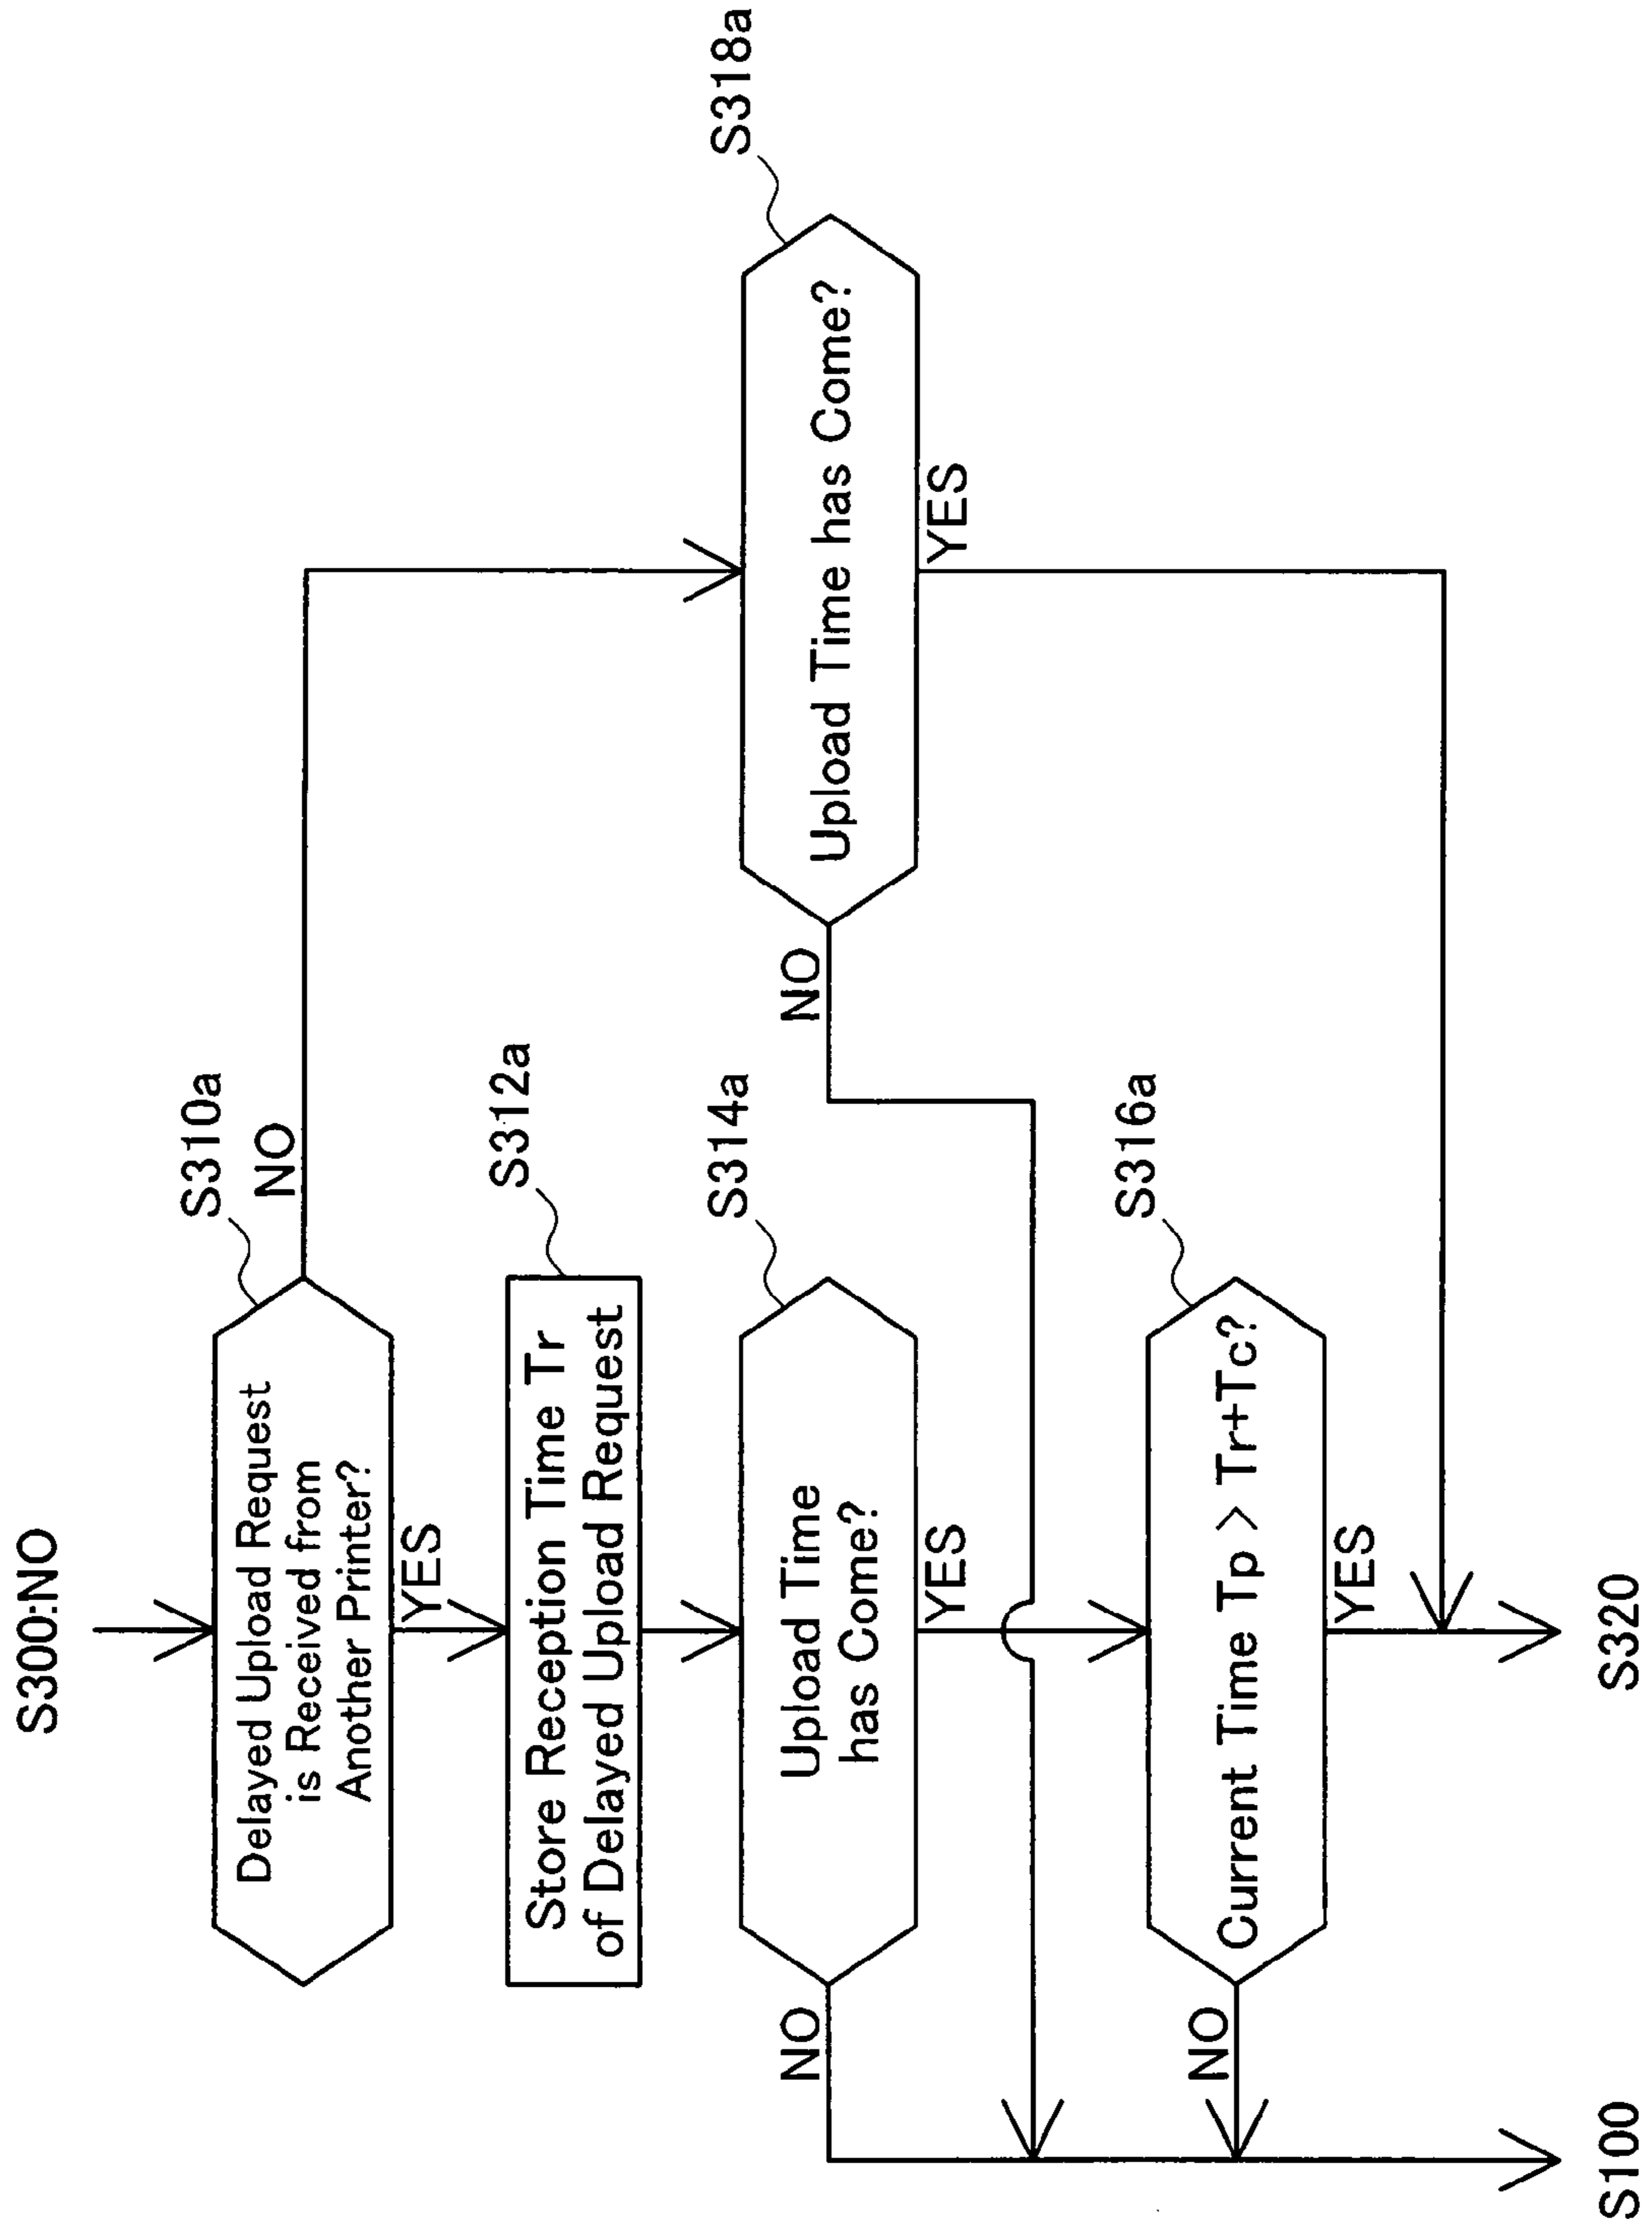 S300:NO
S310a
Delayed Upload Request
is Received from
Another Printer?
NO
YES
S312a
Store Reception Time Tr
of Delayed Upload Request
S314a
Upload Time
has Come?
NO
YES
S318a
Upload Time has Come?
NO
YES
S316a
Current Time Tp > Tr+Tc?
NO
YES
S100
S320